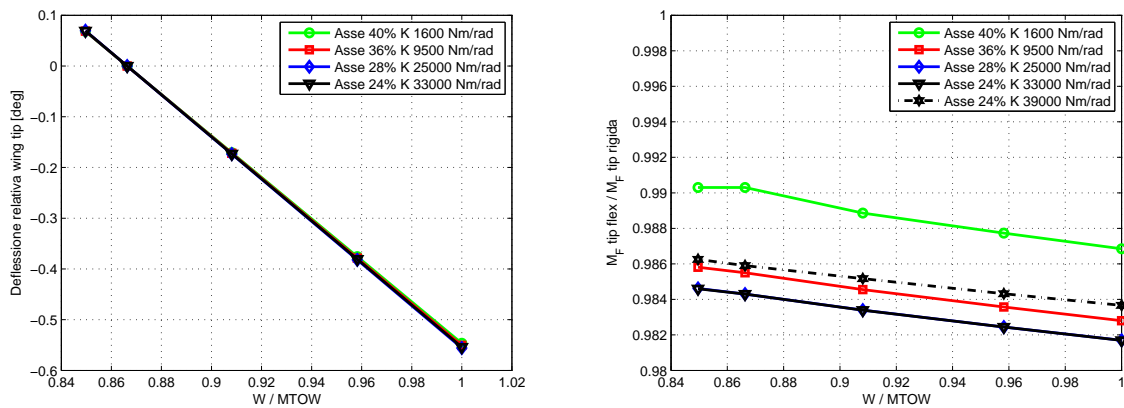 0.1
0
−0.1
−0.2
−0.3
−0.4
−0.5
−0.6
0.84
0.86
0.88
0.9
0.92
0.94
0.96
0.98
1
1.02
W / MTOW
Deflessione relativa wing tip [deg]
Asse 40% K 1600 Nm/rad
Asse 36% K 9500 Nm/rad
Asse 28% K 25000 Nm/rad
Asse 24% K 33000 Nm/rad
1
0.998
0.996
0.994
0.992
0.99
0.988
0.986
0.984
0.982
0.98
0.84
0.86
0.88
0.9
0.92
0.94
0.96
0.98
1
W / MTOW
M_F tip flex / M_F tip rigida
Asse 40% K 1600 Nm/rad
Asse 36% K 9500 Nm/rad
Asse 28% K 25000 Nm/rad
Asse 24% K 33000 Nm/rad
Asse 24% K 39000 Nm/rad